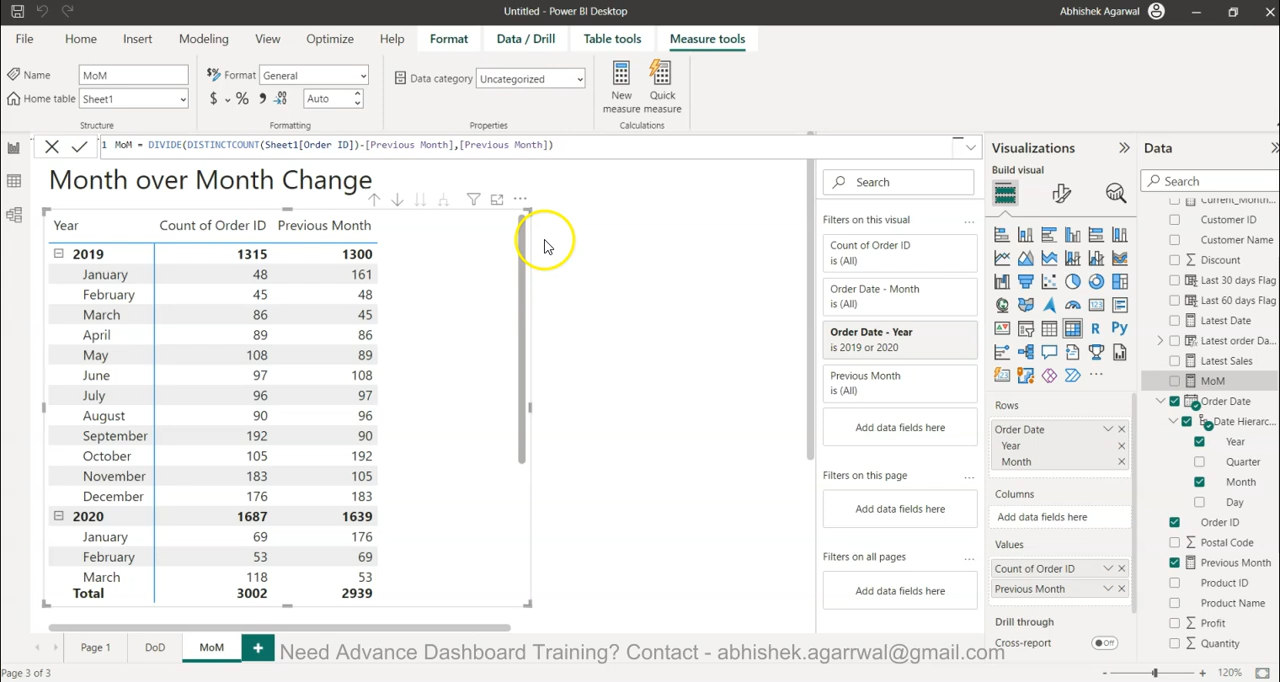 Untitled - Power BI Desktop
Abhishek Agarwal
File Home Insert Modeling View Optimize Help Format Data / Drill Table tools Measure tools
Name MoM
Format General
Data category Uncategorized
Home table Sheet1
$ % Auto
New measure
Quick measure
Structure Formatting Properties Calculations
1 MoM = DIVIDE(DISTINCTCOUNT(Sheet1[Order ID])-[Previous Month],[Previous Month])
Month over Month Change
Year Count of Order ID Previous Month
2019 1315 1300
January 48 161
February 45 48
March 86 45
April 89 86
May 108 89
June 97 108
July 96 97
August 90 96
September 192 90
October 105 192
November 183 105
December 176 183
2020 1687 1639
January 69 176
February 53 69
March 118 53
Total 3002 2939
Search
Filters on this visual
Count of Order ID
is (All)
Order Date - Month
is (All)
Order Date - Year
is 2019 or 2020
Previous Month
is (All)
Add data fields here
Filters on this page
Add data fields here
Filters on all pages
Add data fields here
Visualizations
Build visual
R Py
Rows
Order Date
Year
Month
Columns
Add data fields here
Values
Count of Order ID
Previous Month
Drill through
Cross-report
Off
Data
Search
Customer ID
Customer Name
Discount
Last 30 days Flag
Last 60 days Flag
Latest Date
Latest order Da...
Latest Sales
MoM
Order Date
Date Hierarc...
Year
Quarter
Month
Day
Order ID
Postal Code
Previous Month
Product ID
Product Name
Profit
Quantity
Page 1 DoD MoM
Need Advance Dashboard Training? Contact - abhishek.agarrwal@gmail.com
Page 3 of 3
120%